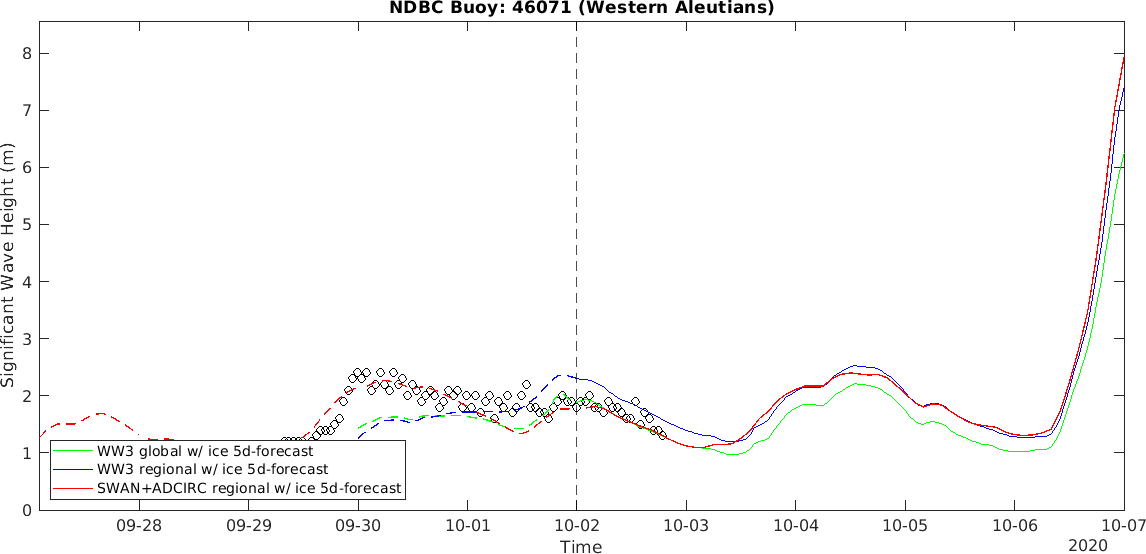 NDBC Buoy: 46071 (Western Aleutians)
8
7
6
5
4
3
2
1
0
Significant Wave Height (m)
WW3 global w/ ice 5d-forecast
WW3 regional w/ ice 5d-forecast
SWAN+ADCIRC regional w/ ice 5d-forecast
09-28 09-29 09-30 10-01 10-02 10-03 10-04 10-05 10-06 10-07
Time
2020